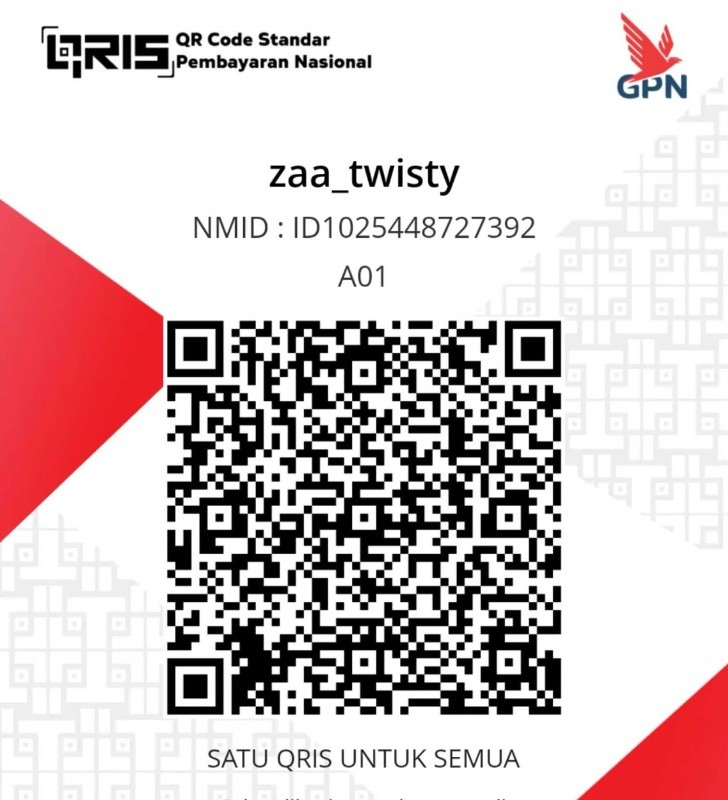 QRIS QR Code Standar
Pembayaran Nasional
GPN
zaa_twisty
NMID : ID1025448727392
A01
SATU QRIS UNTUK SEMUA